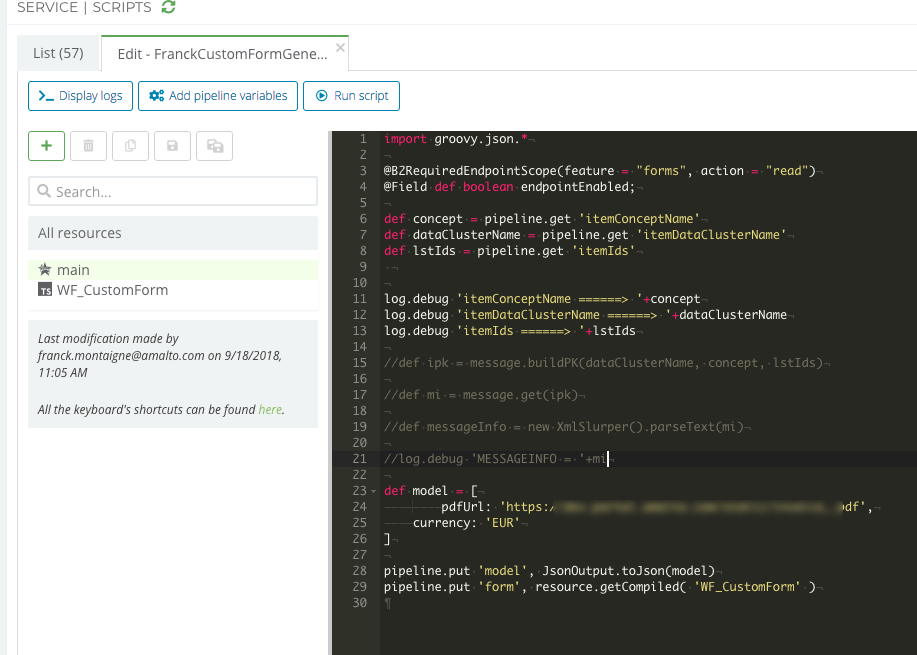 SERVICE | SCRIPTS
List (57)
Edit - FranckCustomFormGene...
Display logs
Add pipeline variables
Run script
Search...
All resources
main
TS WF_CustomForm
Last modification made by
franck.montaigne@amalto.com on 9/18/2018,
11:05 AM
All the keyboard's shortcuts can be found here.
1 import groovy.json.*
2
3 @B2RequiredEndpointScope(feature = "forms", action = "read")
4 @Field def boolean endpointEnabled;
5
6 def concept = pipeline.get 'itemConceptName'
7 def dataClusterName = pipeline.get 'itemDataClusterName'
8 def lstIds = pipeline.get 'itemIds'
9
10
11 log.debug 'itemConceptName ======> '+concept
12 log.debug 'itemDataClusterName ======> '+dataClusterName
13 log.debug 'itemIds ======> '+lstIds
14
15 //def ipk = message.buildPK(dataClusterName, concept, lstIds)
16
17 //def mi = message.get(ipk)
18
19 //def messageInfo = new XmlSlurper().parseText(mi)
20
21 //log.debug 'MESSAGEINFO = '+mi
22
23 def model = [
24 pdfUrl: 'https:/ df',
25 currency: 'EUR'
26 ]
27
28 pipeline.put 'model', JsonOutput.toJson(model)
29 pipeline.put 'form', resource.getCompiled( 'WF_CustomForm' )
30